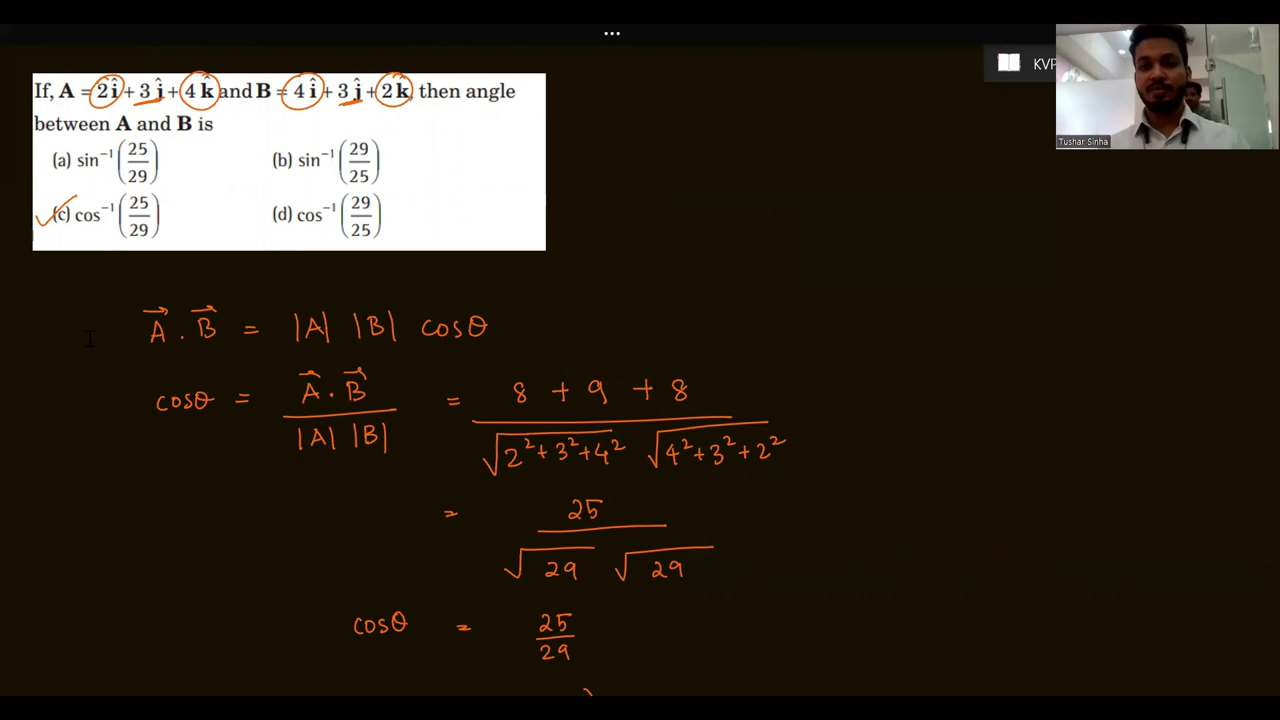 ...
KVP
Tushar Sinha
If, A = 2î + 3ĵ + 4k̂ and B = 4î + 3ĵ + 2k̂, then angle
between A and B is
(a) sin⁻¹(25/29) (b) sin⁻¹(29/25)
(c) cos⁻¹(25/29) (d) cos⁻¹(29/25)
A⃗ . B⃗ = |A| |B| cosθ
cosθ = A⃗ . B⃗ / |A| |B| = 8 + 9 + 8 / √(2²+3²+4²) √(4²+3²+2²)
= 25 / √29 √29
cosθ = 25/29